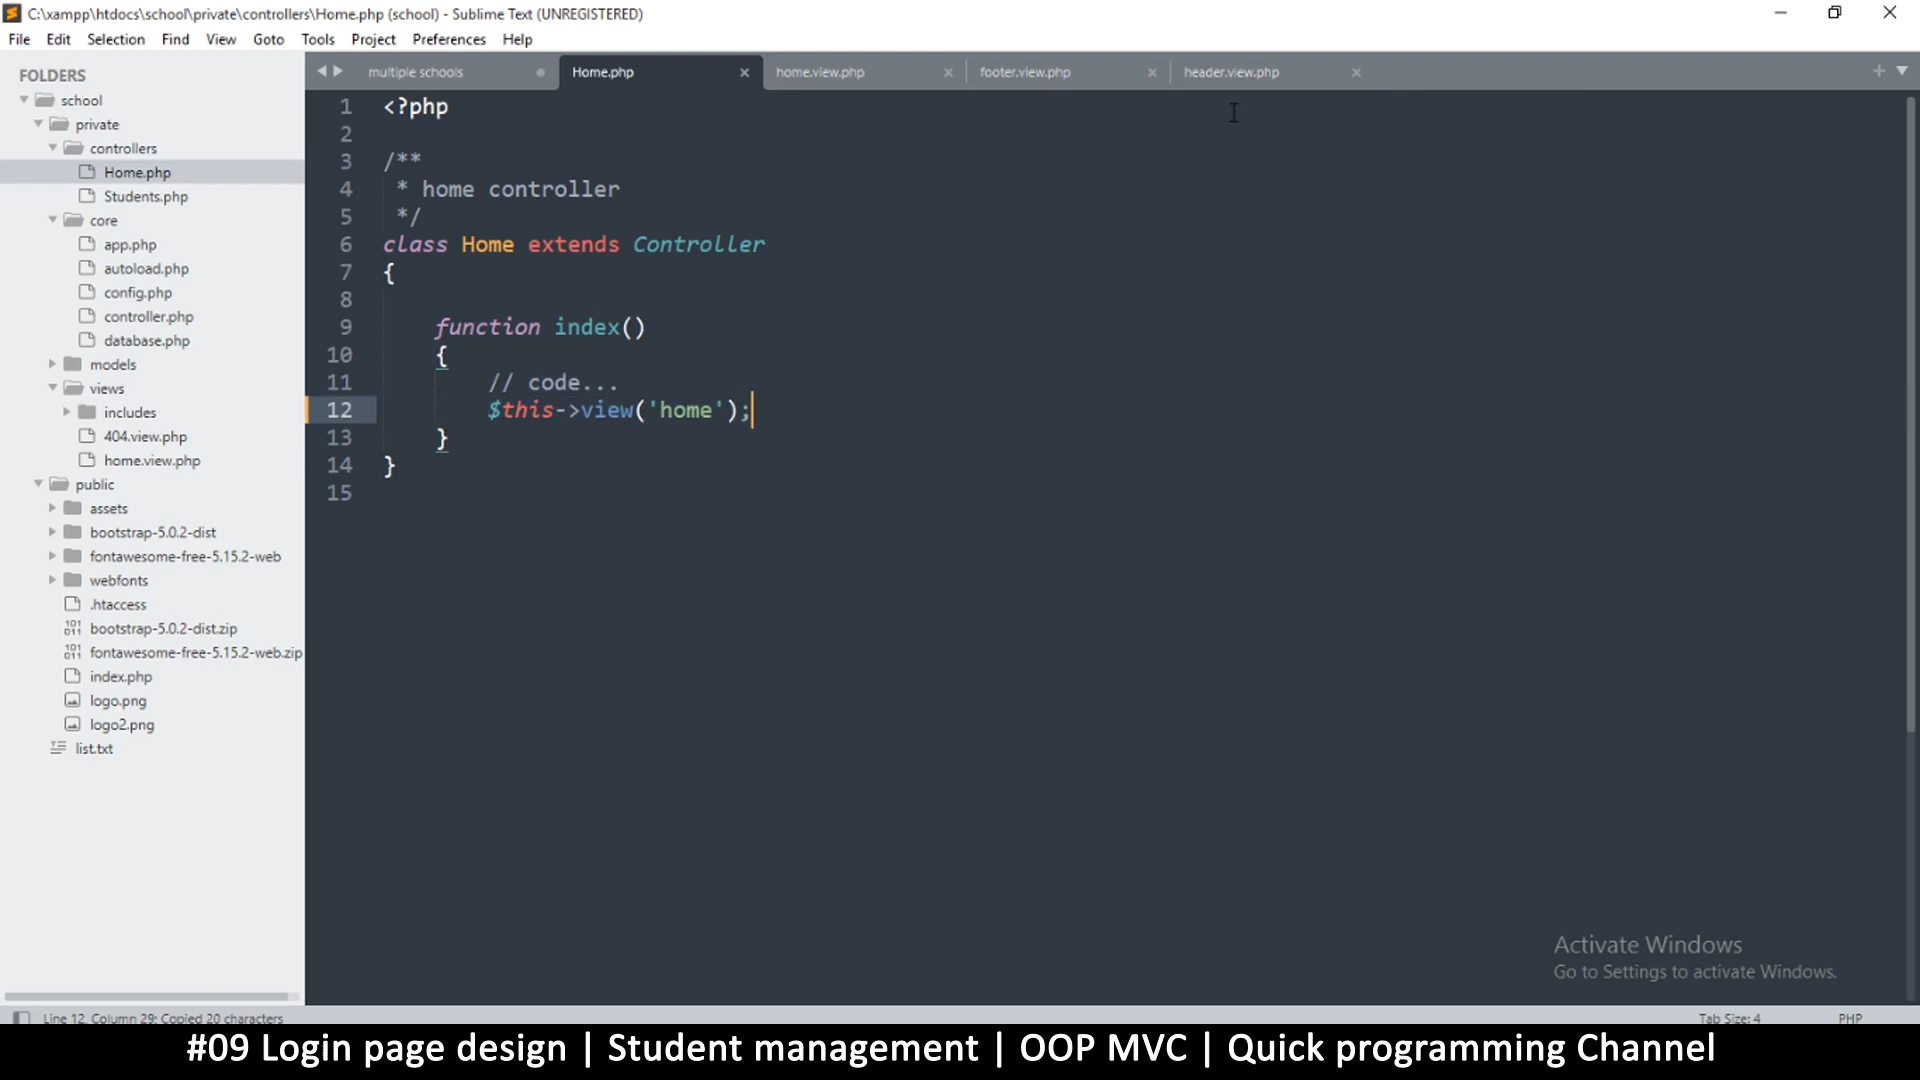 C:\xampp\htdocs\school\private\controllers\Home.php (school) - Sublime Text (UNREGISTERED)
File Edit Selection Find View Goto Tools Project Preferences Help
FOLDERS
school
private
controllers
Home.php
Students.php
core
app.php
autoload.php
config.php
controller.php
database.php
models
views
includes
404.view.php
home.view.php
public
assets
bootstrap-5.0.2-dist
fontawesome-free-5.15.2-web
webfonts
.htaccess
bootstrap-5.0.2-dist.zip
fontawesome-free-5.15.2-web.zip
index.php
logo.png
logo2.png
list.txt
multiple schools Home.php home.view.php footer.view.php header.view.php
1 <?php
2
3 /**
4 * home controller
5 */
6 class Home extends Controller
7 {
8
9 function index()
10 {
11 // code...
12 $this->view('home');
13 }
14 }
15
Activate Windows
Go to Settings to activate Windows.
Line 12, Column 29; Copied 20 characters Tab Size: 4 PHP
#09 Login page design | Student management | OOP MVC | Quick programming Channel